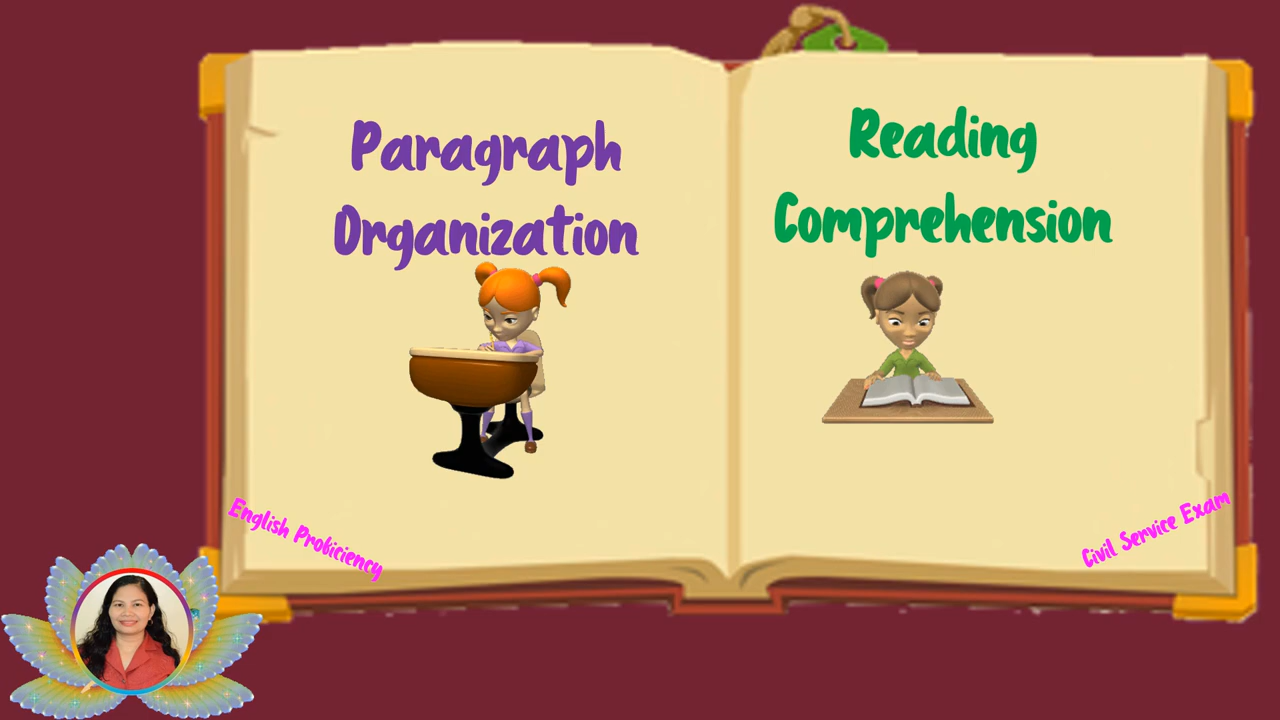 Paragraph
Organization
Reading
Comprehension
English Proficiency
Civil Service Exam